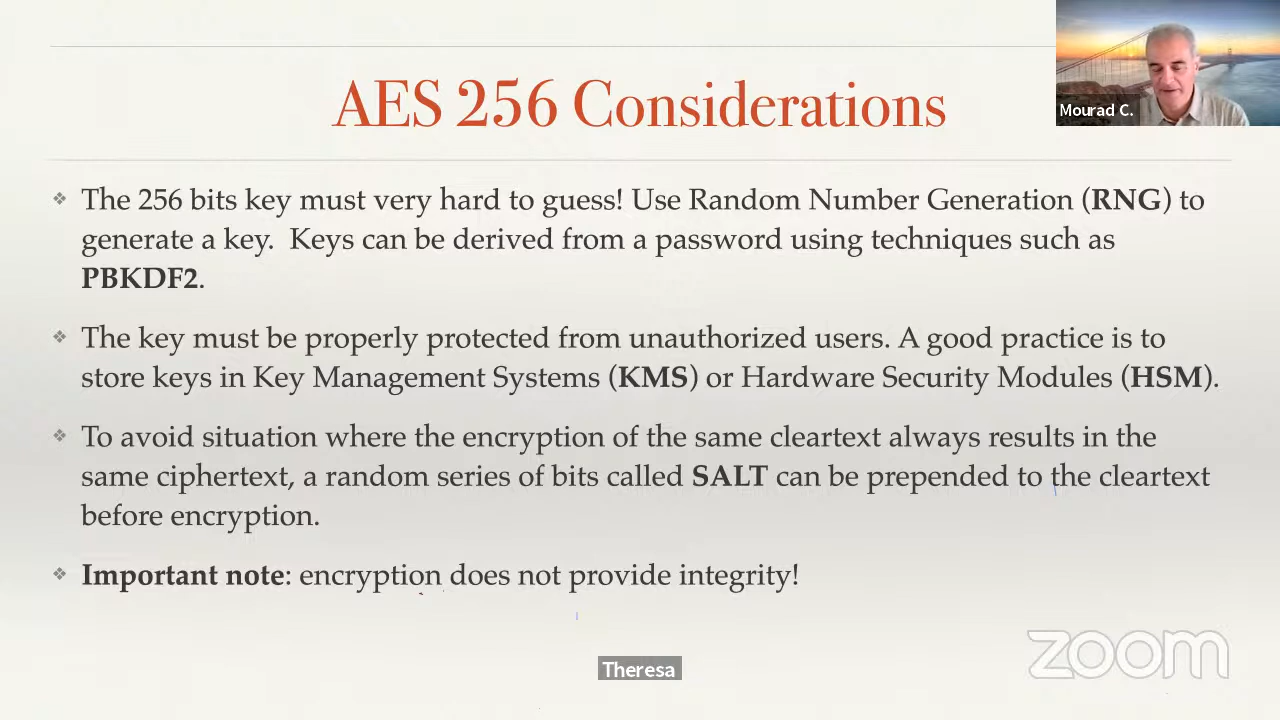 AES 256 Considerations
Mourad C.
❖ The 256 bits key must very hard to guess! Use Random Number Generation (RNG) to
generate a key. Keys can be derived from a password using techniques such as
PBKDF2.
❖ The key must be properly protected from unauthorized users. A good practice is to
store keys in Key Management Systems (KMS) or Hardware Security Modules (HSM).
❖ To avoid situation where the encryption of the same cleartext always results in the
same ciphertext, a random series of bits called SALT can be prepended to the cleartext
before encryption.
❖ Important note: encryption does not provide integrity!
zoom
Theresa